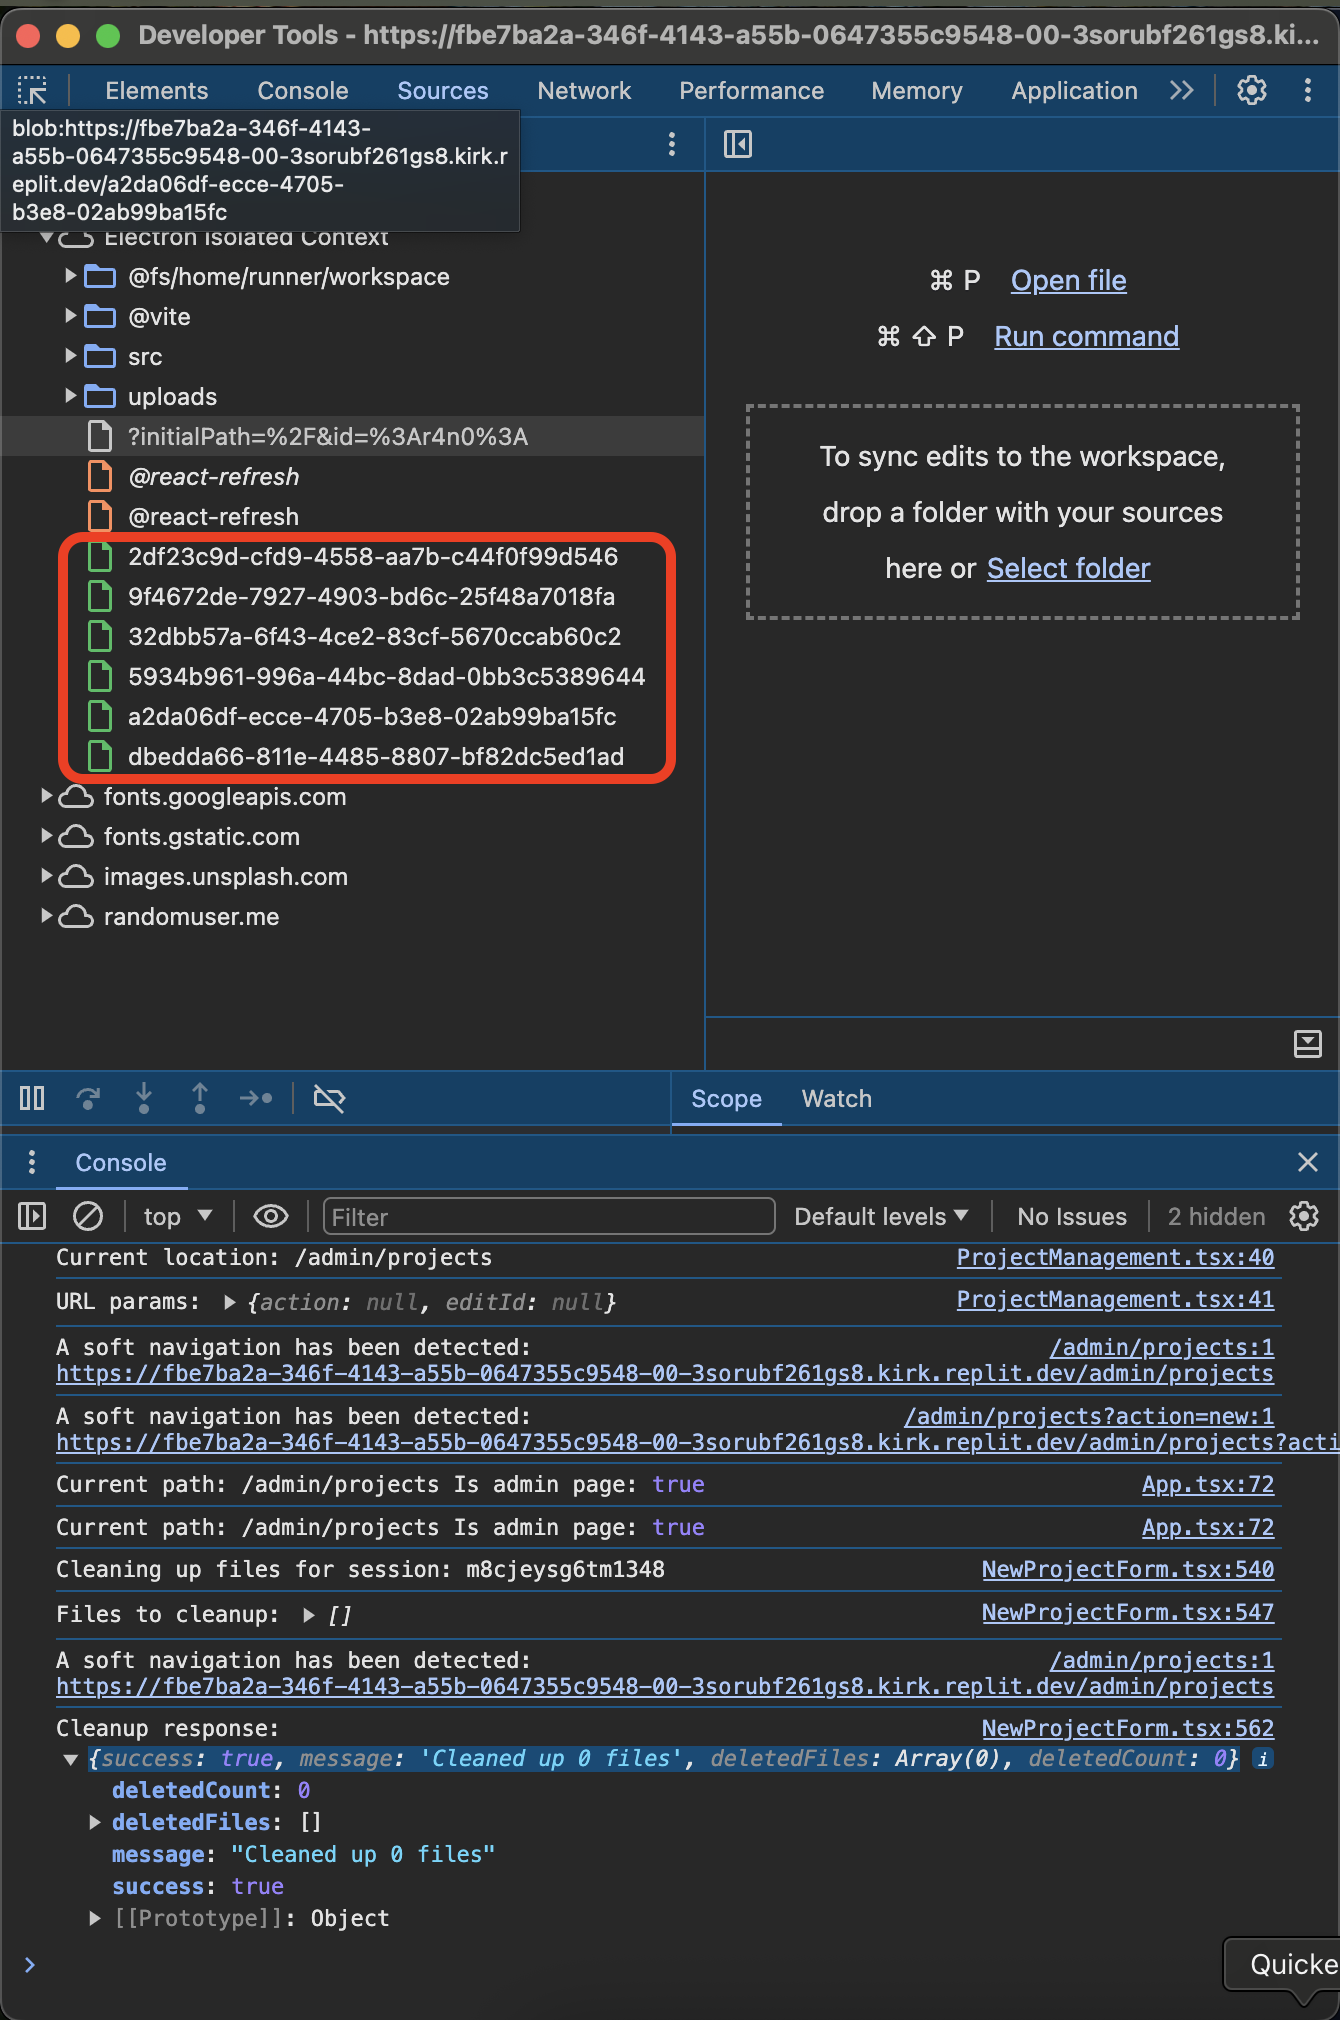 Developer Tools - https://fbe7ba2a-346f-4143-a55b-0647355c9548-00-3sorubf261gs8.ki...
Elements Console Sources Network Performance Memory Application
blob:https://fbe7ba2a-346f-4143-
a55b-0647355c9548-00-3sorubf261gs8.kirk.r
eplit.dev/a2da06df-ecce-4705-
b3e8-02ab99ba15fc
Electron Isolated Context
@fs/home/runner/workspace
@vite
src
uploads
?initialPath=%2F&id=%3Ar4n0%3A
@react-refresh
@react-refresh
2df23c9d-cfd9-4558-aa7b-c44f0f99d546
9f4672de-7927-4903-bd6c-25f48a7018fa
32dbb57a-6f43-4ce2-83cf-5670ccab60c2
5934b961-996a-44bc-8dad-0bb3c5389644
a2da06df-ecce-4705-b3e8-02ab99ba15fc
dbedda66-811e-4485-8807-bf82dc5ed1ad
fonts.googleapis.com
fonts.gstatic.com
images.unsplash.com
randomuser.me
⌘ P Open file
⌘ ⇧ P Run command
To sync edits to the workspace,
drop a folder with your sources
here or Select folder
Scope Watch
Console
top Filter Default levels No Issues 2 hidden
Current location: /admin/projects ProjectManagement.tsx:40
URL params: {action: null, editId: null} ProjectManagement.tsx:41
A soft navigation has been detected: /admin/projects:1
https://fbe7ba2a-346f-4143-a55b-0647355c9548-00-3sorubf261gs8.kirk.replit.dev/admin/projects
A soft navigation has been detected: /admin/projects?action=new:1
https://fbe7ba2a-346f-4143-a55b-0647355c9548-00-3sorubf261gs8.kirk.replit.dev/admin/projects?acti
Current path: /admin/projects Is admin page: true App.tsx:72
Current path: /admin/projects Is admin page: true App.tsx:72
Cleaning up files for session: m8cjeysg6tm1348 NewProjectForm.tsx:540
Files to cleanup: [] NewProjectForm.tsx:547
A soft navigation has been detected: /admin/projects:1
https://fbe7ba2a-346f-4143-a55b-0647355c9548-00-3sorubf261gs8.kirk.replit.dev/admin/projects
Cleanup response: NewProjectForm.tsx:562
{success: true, message: 'Cleaned up 0 files', deletedFiles: Array(0), deletedCount: 0} i
deletedCount: 0
deletedFiles: []
message: "Cleaned up 0 files"
success: true
[[Prototype]]: Object
Quicke